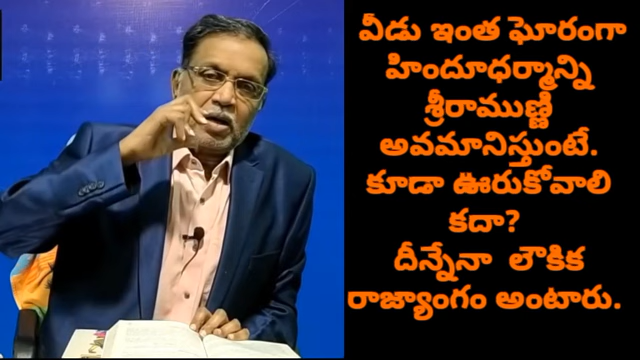 వీడు ఇంత ఘోరంగా
హిందూధర్మాన్ని
శ్రీరాముణ్ణి
అవమానిస్తుంటే.
కూడా ఊరుకోవాలి
కదా?
దీన్నేనా లౌకిక
రాజ్యాంగం అంటారు.